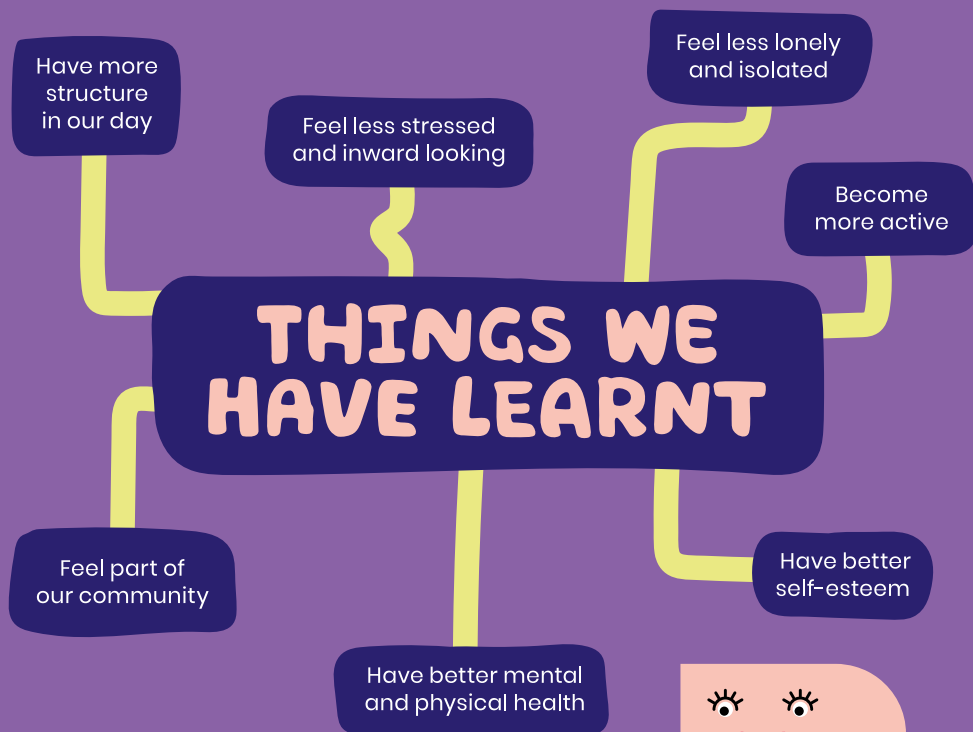 Feel less lonely
and isolated
Have more
structure
in our day
Feel less stressed
and inward looking
Become
more active
THINGS WE
HAVE LEARNT
Feel part of
our community
Have better
self-esteem
Have better mental
and physical health